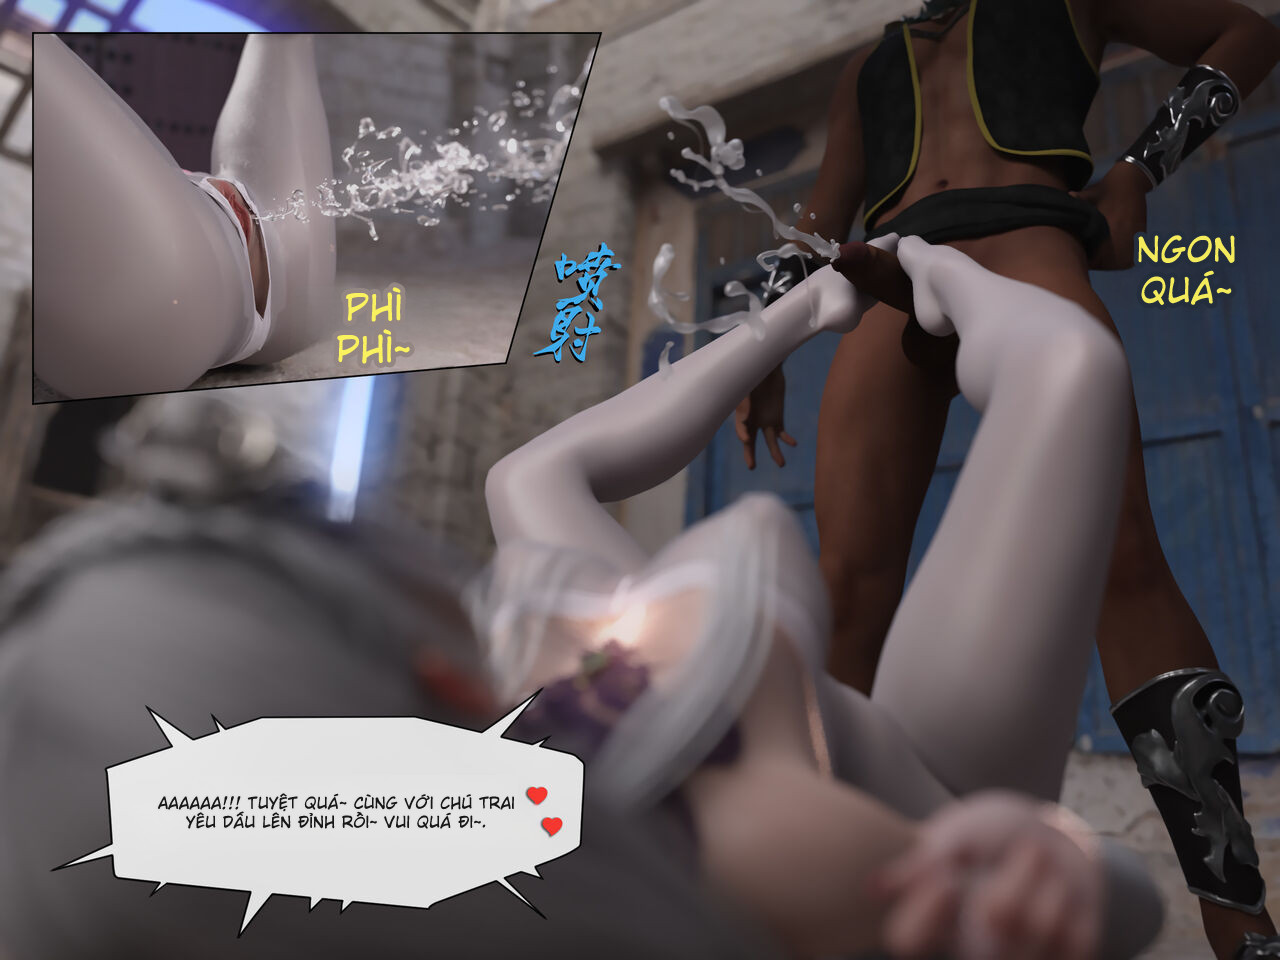 PHÌ
PHÌ~
喷射
NGON
QUÁ~
AAAAAA!!! TUYỆT QUÁ~ CÙNG VỚI CHÚ TRAI
YÊU DẤU LÊN ĐỈNH RỒI~ VUI QUÁ ĐI~.